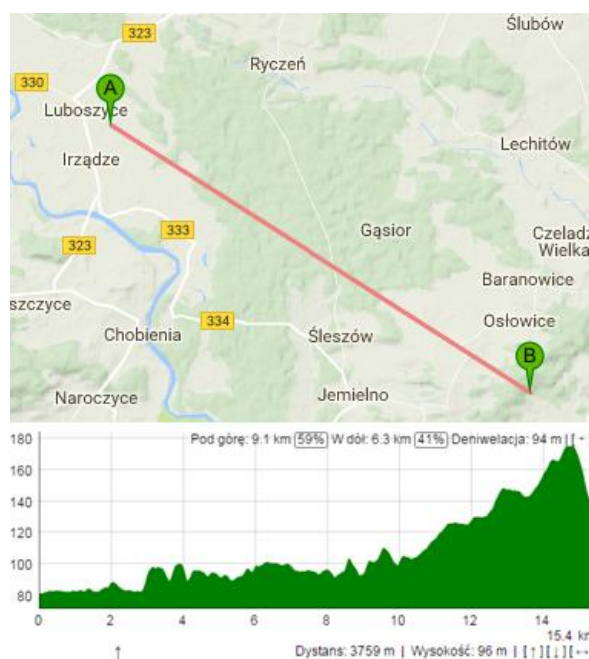 323
Ślubów
Ryczeń
330
A
Luboszyce
Lechitów
Irządze
Gąsior
333
Czeladź
Wielka
323
Baranowice
szczyce
334
Osłowice
Chobienia
Śleszów
B
Naroczyce
Jemielno
Pod górę: 9.1 km 59% W dół: 6.3 km 41% Deniwelacja: 94 m
180
160
140
120
100
80
0 2 4 6 8 10 12 14
15.4 km
↑ Dystans: 3759 m | Wysokość: 96 m | [↑][↓][↔